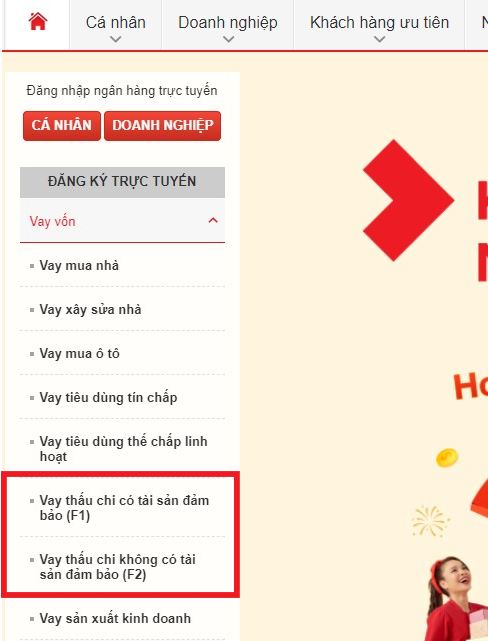 Cá nhân
Doanh nghiệp
Khách hàng ưu tiên
Đăng nhập ngân hàng trực tuyến
CÁ NHÂN
DOANH NGHIỆP
ĐĂNG KÝ TRỰC TUYẾN
Vay vốn
Vay mua nhà
Vay xây sửa nhà
Vay mua ô tô
Vay tiêu dùng tín chấp
Vay tiêu dùng thế chấp linh
hoạt
Vay thấu chi có tài sản đảm
bảo (F1)
Vay thấu chi không có tài
sản đảm bảo (F2)
Vay sản xuất kinh doanh